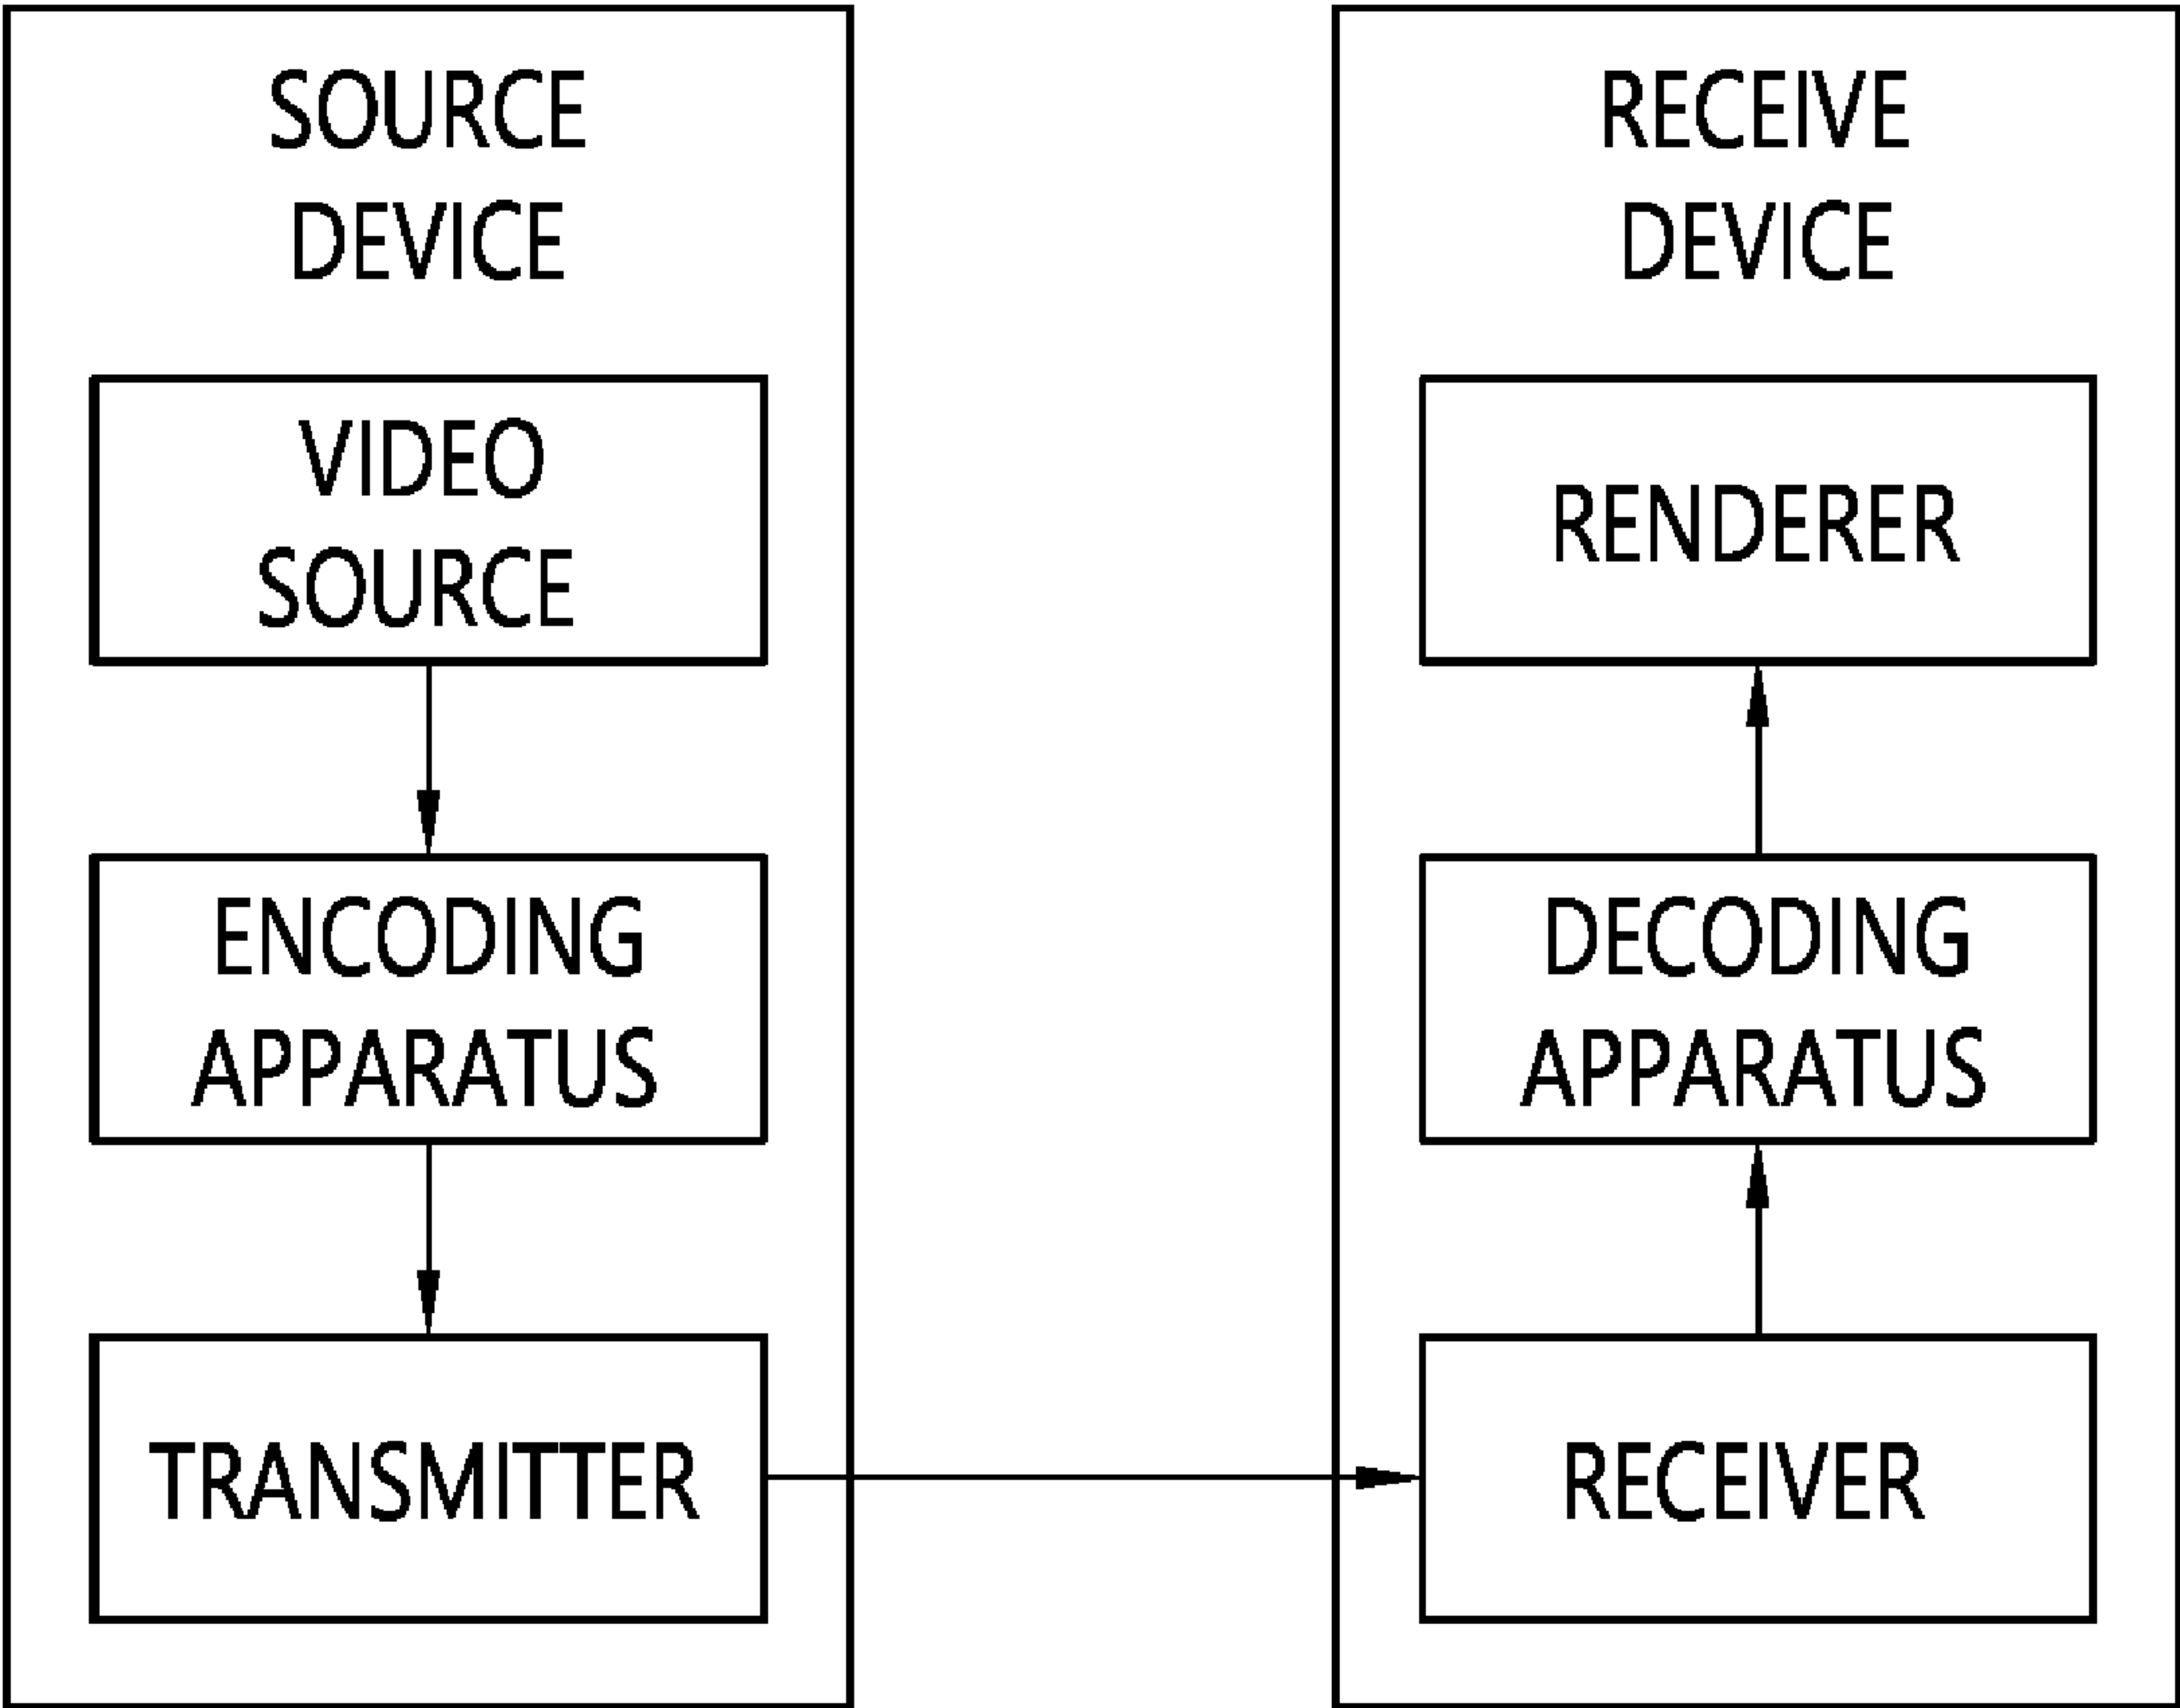 SOURCE
DEVICE
VIDEO
SOURCE
ENCODING
APPARATUS
TRANSMITTER
RECEIVE
DEVICE
RENDERER
DECODING
APPARATUS
RECEIVER